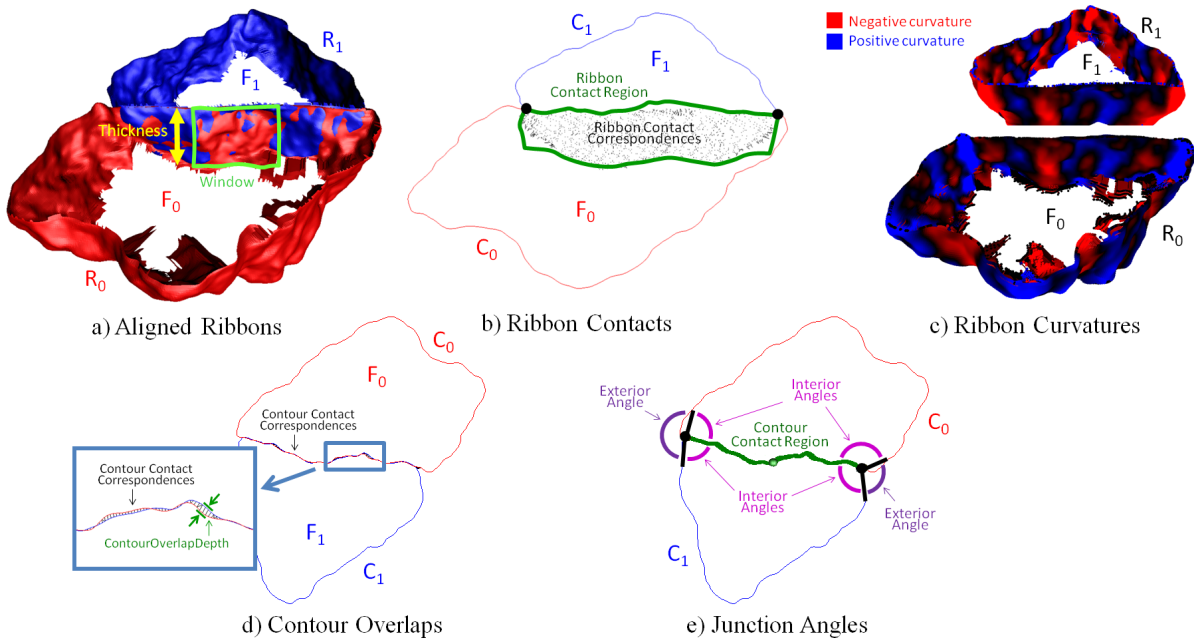 R1
F1
Thickness
Window
F0
R0
a) Aligned Ribbons
C1
F1
Ribbon
Contact Region
Ribbon Contact
Correspondences
F0
C0
b) Ribbon Contacts
Negative curvature
Positive curvature
R1
F1
F0
R0
c) Ribbon Curvatures
C0
F0
Contour Contact
Correspondences
Contour Contact
Correspondences
ContourOverlapDepth
F1
C1
d) Contour Overlaps
Exterior
Angle
Interior
Angles
Contour
Contact Region
C0
Interior
Angles
Exterior
Angle
C1
e) Junction Angles